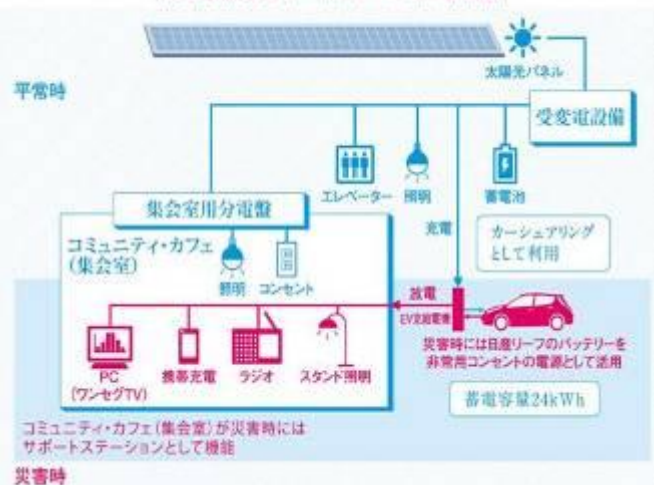 太陽光パネル
平常時
受変電設備
エレベーター
照明
蓄電池
集会室用分電盤
充電
カーシェアリング
として利用
コミュニティ・カフェ
(集会室)
照明
コンセント
放電
災害時には日産リーフのバッテリーを
非常用コンセントの電源として活用
PC
(ワンセグTV)
携帯充電
ラジオ
スタンド照明
蓄電容量24kWh
コミュニティ・カフェ(集会室)が災害時には
サポートステーションとして機能
災害時